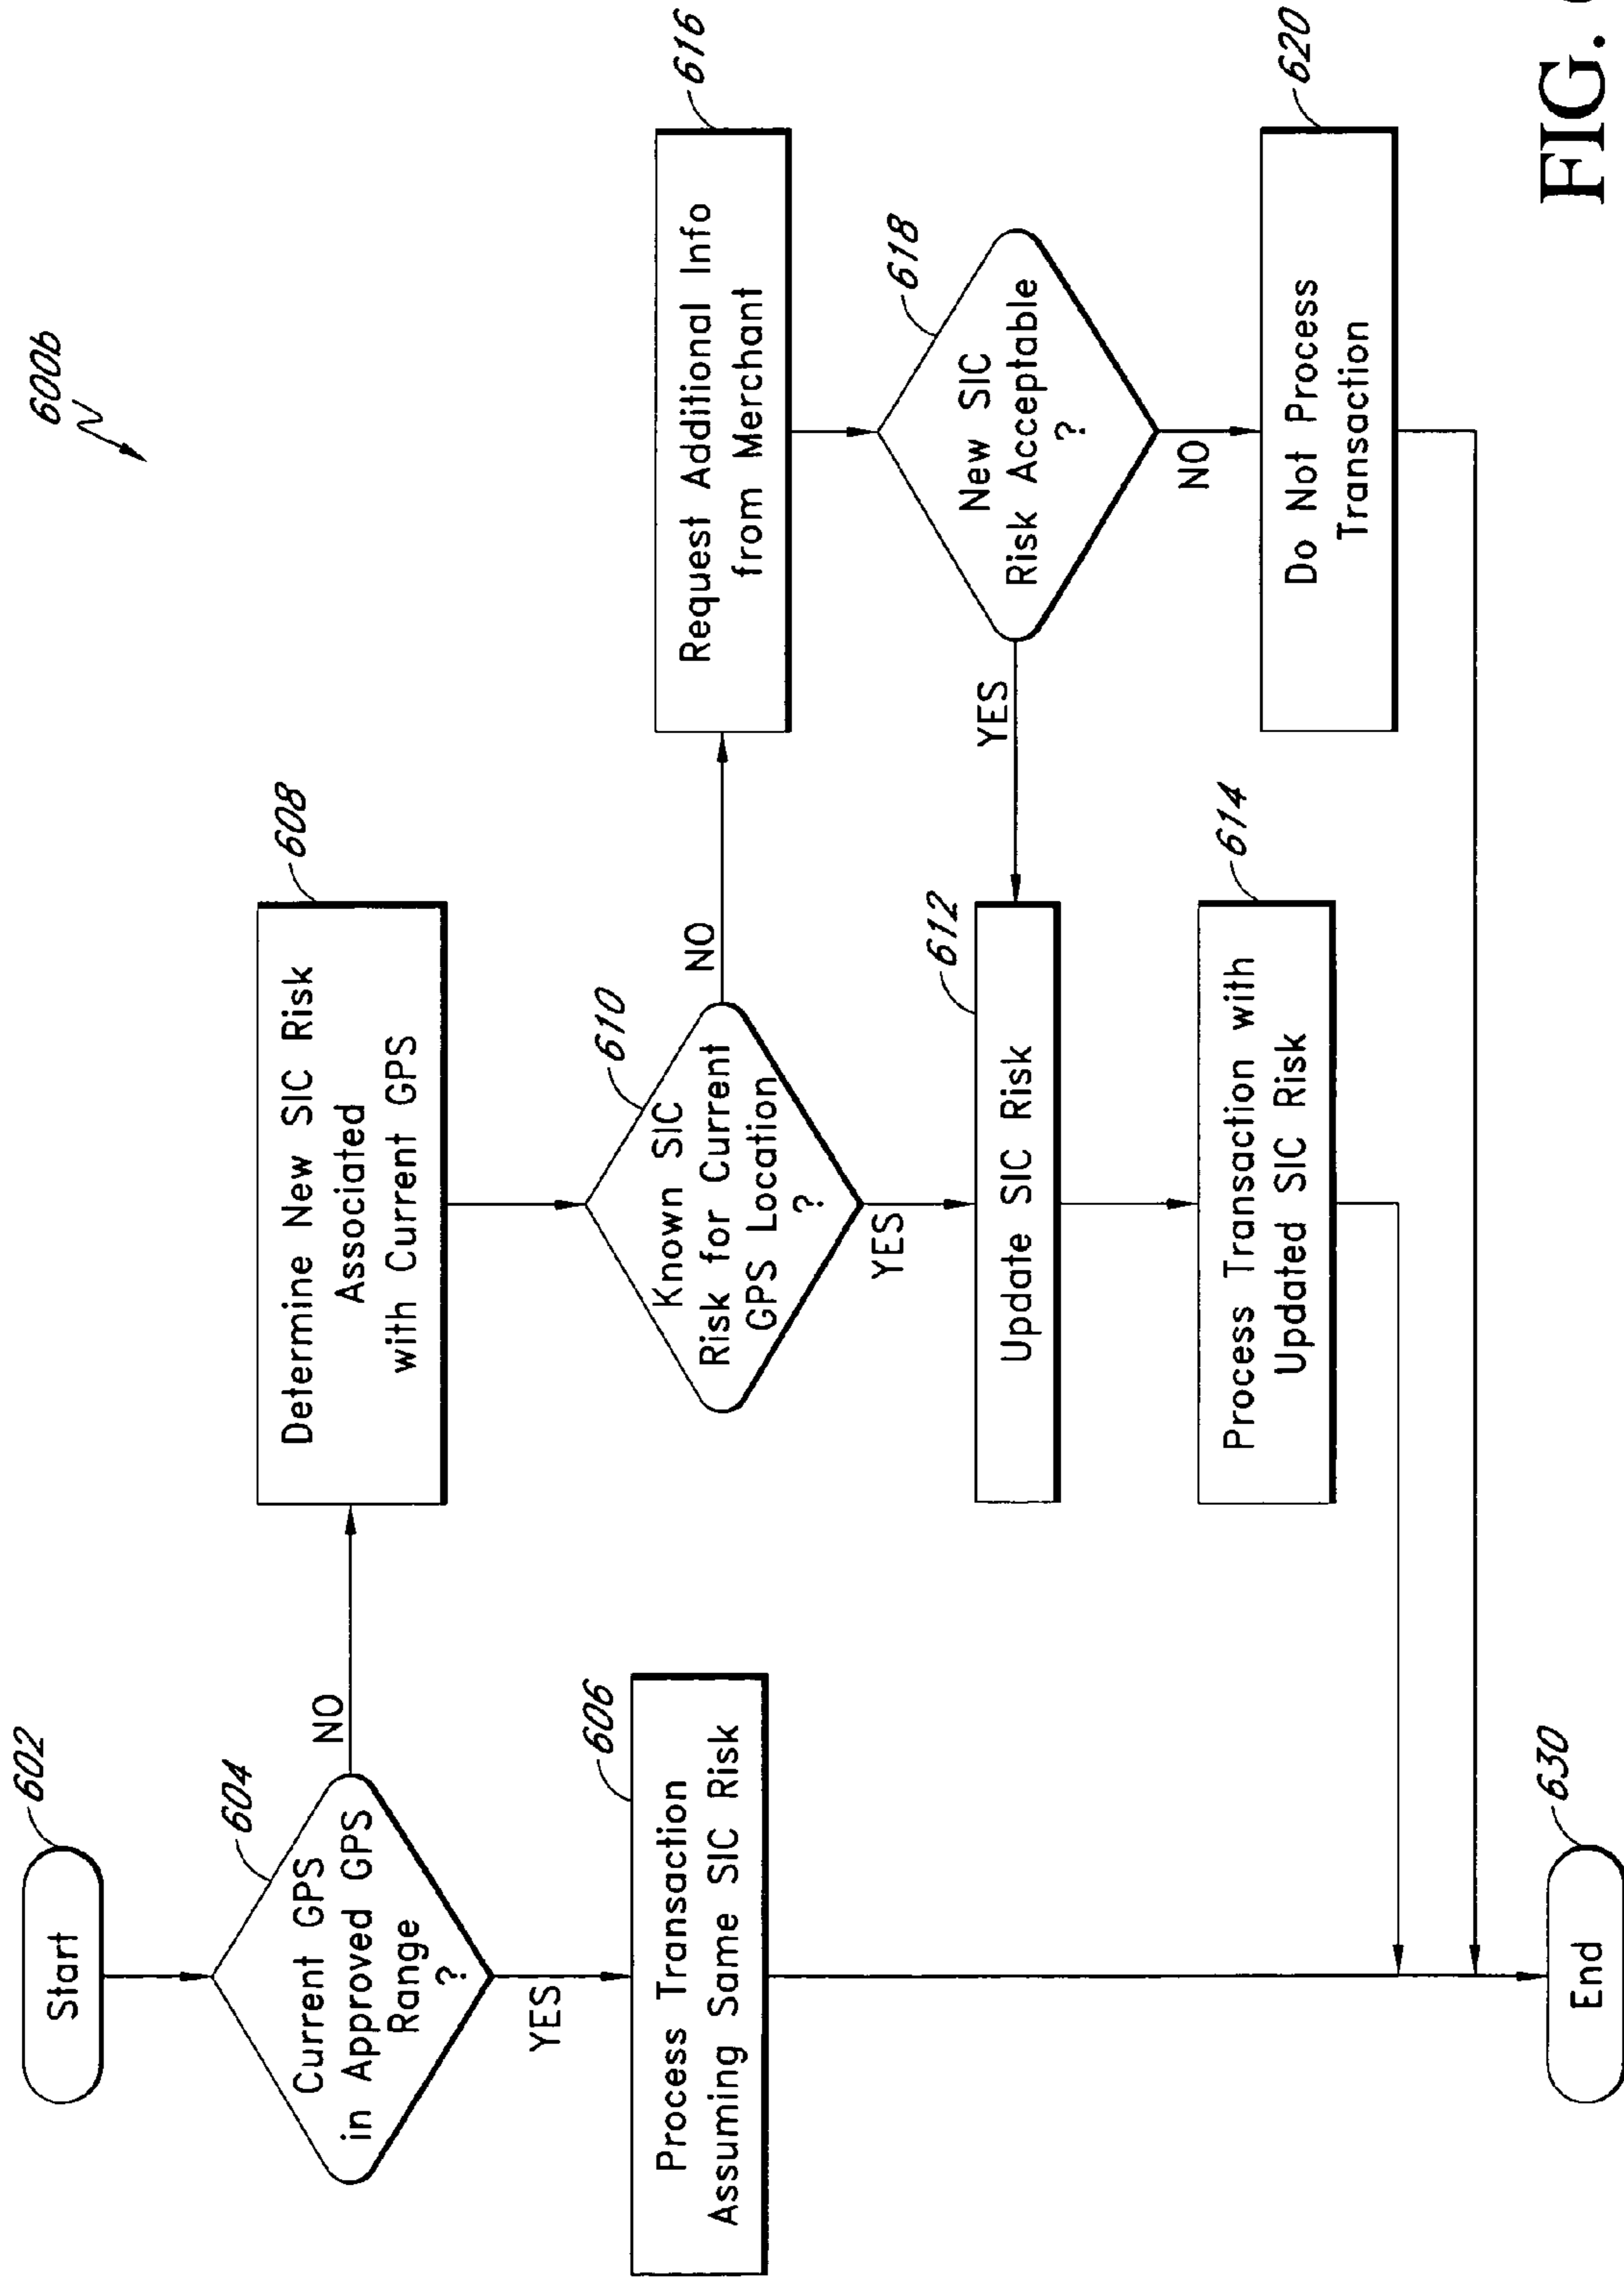 600b
Start
602
Current GPS
in Approved GPS
Range
?
604
NO
YES
Process Transaction
Assuming Same SIC Risk
606
Determine New SIC Risk
Associated
with Current GPS
608
Known SIC
Risk for Current
GPS Location
?
610
NO
YES
Update SIC Risk
612
Process Transaction with
Updated SIC Risk
614
Request Additional Info
from Merchant
616
New SIC
Risk Acceptable
?
618
YES
NO
Do Not Process
Transaction
620
End
630
FIG.